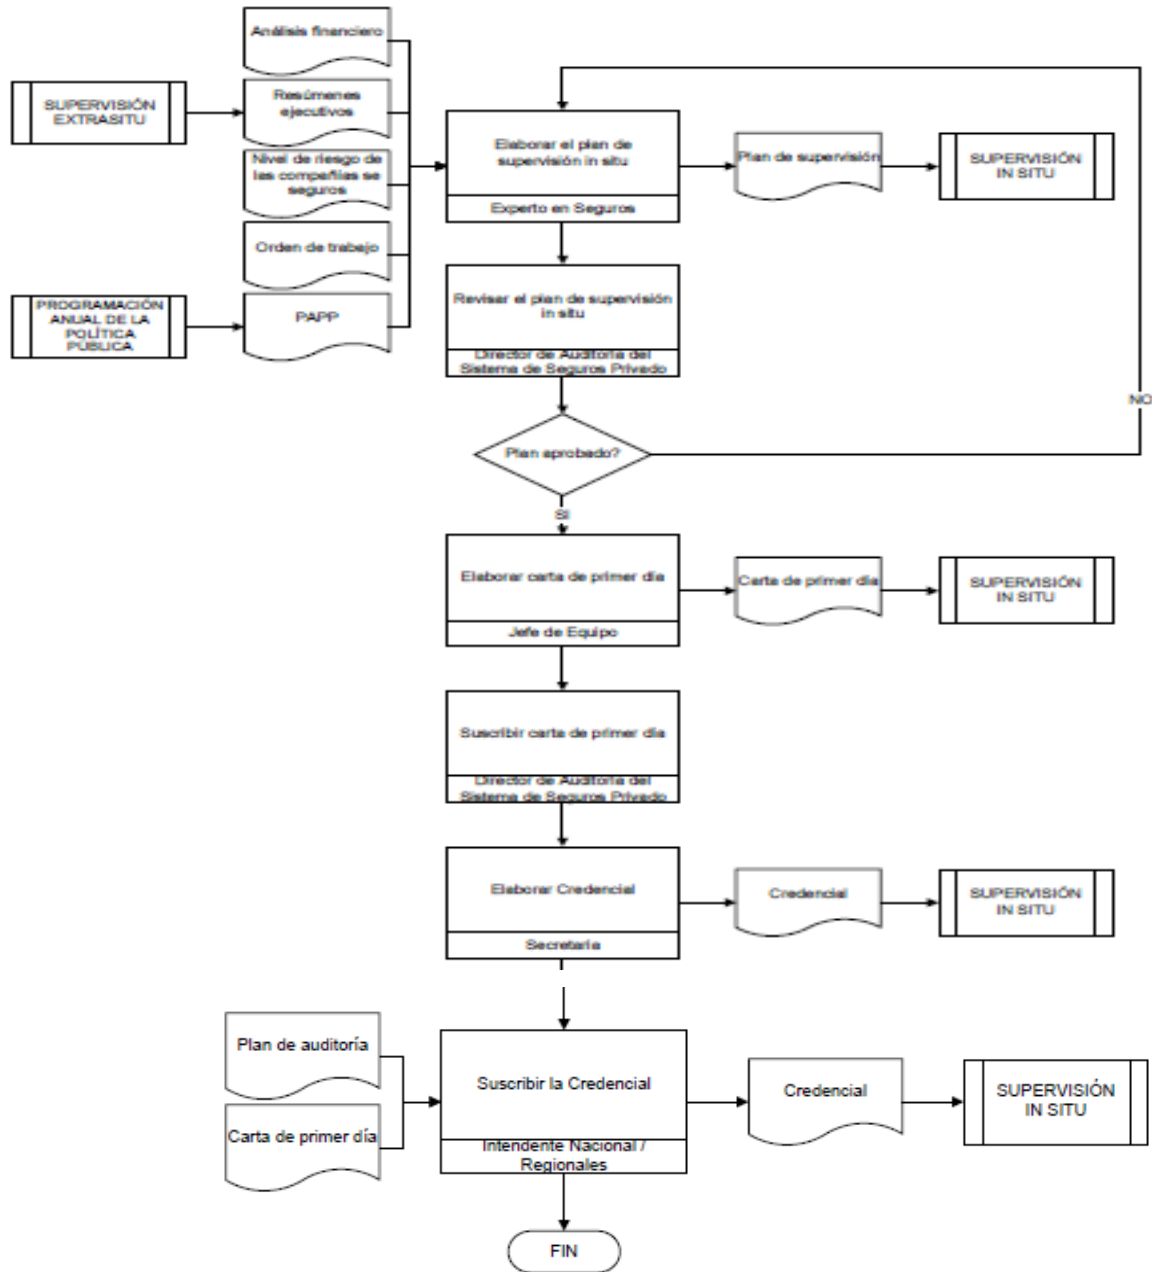 Análisis financiero
SUPERVISIÓN
EXTRASITU
Resúmenes
ejecutivos
Nivel de riesgo de
las compañías se
seguros
Orden de trabajo
PROGRAMACIÓN
ANUAL DE LA
POLÍTICA
PÚBLICA
PAPP
Elaborar el plan de
supervisión in situ
Experto en Seguros
Plan de supervisión
SUPERVISIÓN
IN SITU
Revisar el plan de supervisión
in situ
Director de Auditoría del
Sistema de Seguros Privado
NO
Plan aprobado?
SI
Elaborar carta de primer día
Jefe de Equipo
Carta de primer día
SUPERVISIÓN
IN SITU
Suscribir carta de primer día
Director de Auditoría del
Sistema de Seguros Privado
Elaborar Credencial
Secretaria
Credencial
SUPERVISIÓN
IN SITU
Plan de auditoría
Carta de primer día
Suscribir la Credencial
Intendente Nacional /
Regionales
Credencial
SUPERVISIÓN
IN SITU
FIN